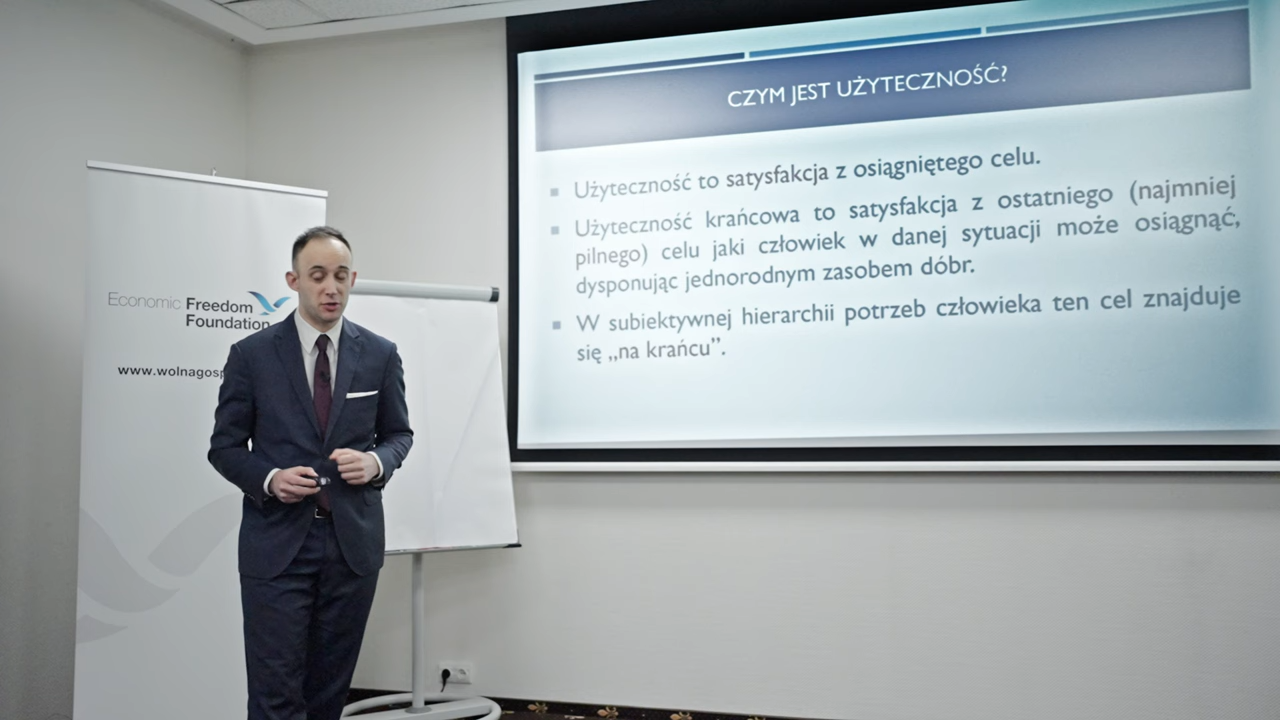 Economic Freedom
Foundation
CZYM JEST UŻYTECZNOŚĆ?
Użyteczność to satysfakcja z osiągniętego celu.
Użyteczność krańcowa to satysfakcja z ostatniego (najmniej
pilnego) celu jaki człowiek w danej sytuacji może osiągnąć,
dysponując jednorodnym zasobem dóbr.
W subiektywnej hierarchii potrzeb człowieka ten cel znajduje
się „na krańcu”.